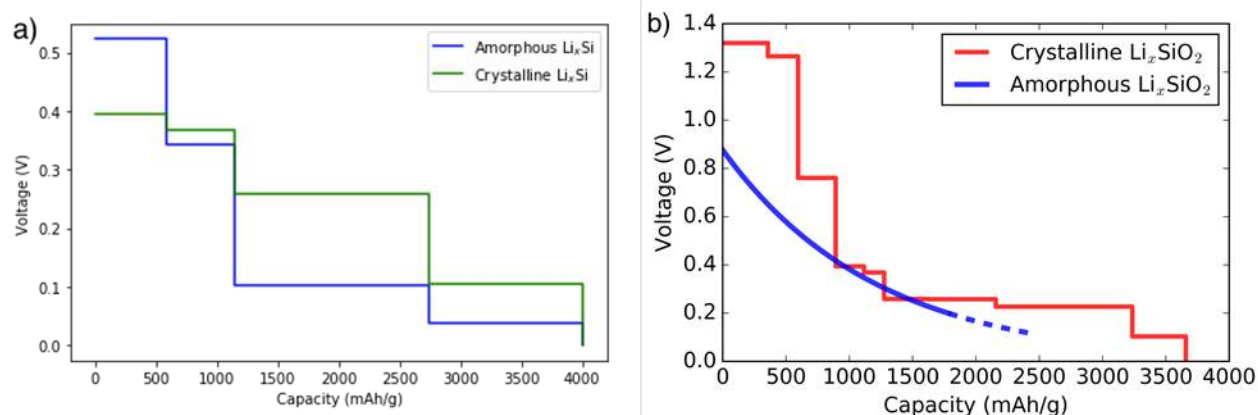 a)
Amorphous LiₓSi
Crystalline LiₓSi
Voltage (V)
0.5
0.4
0.3
0.2
0.1
0.0
0 500 1000 1500 2000 2500 3000 3500 4000
Capacity (mAh/g)
b)
Crystalline LiₓSiO₂
Amorphous LiₓSiO₂
Voltage (V)
1.4
1.2
1.0
0.8
0.6
0.4
0.2
0.0
0 500 1000 1500 2000 2500 3000 3500 4000
Capacity (mAh/g)